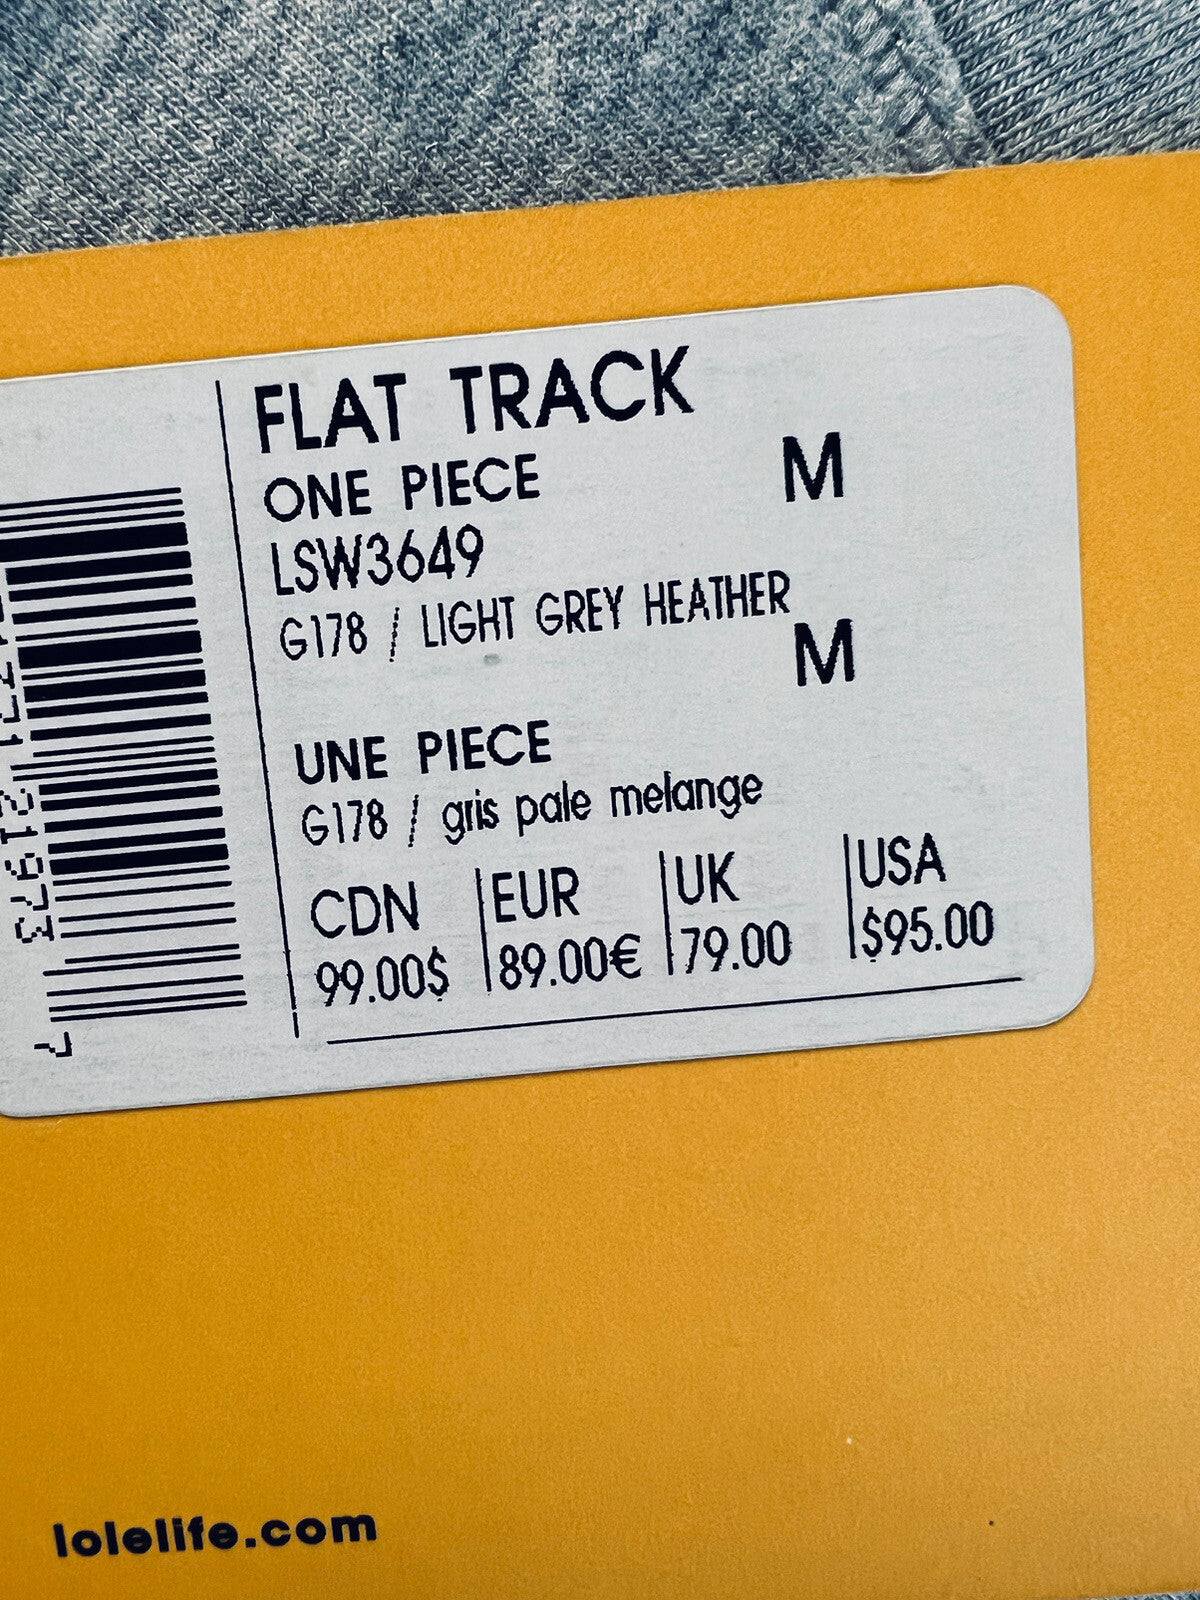 FLAT TRACK
ONE PIECE M
LSW3649
G178 / LIGHT GREY HEATHER
M
UNE PIECE
G178 / gris pale melange
CDN EUR UK USA
99.00$ 89.00€ 79.00 $95.00
7
lolelife.com